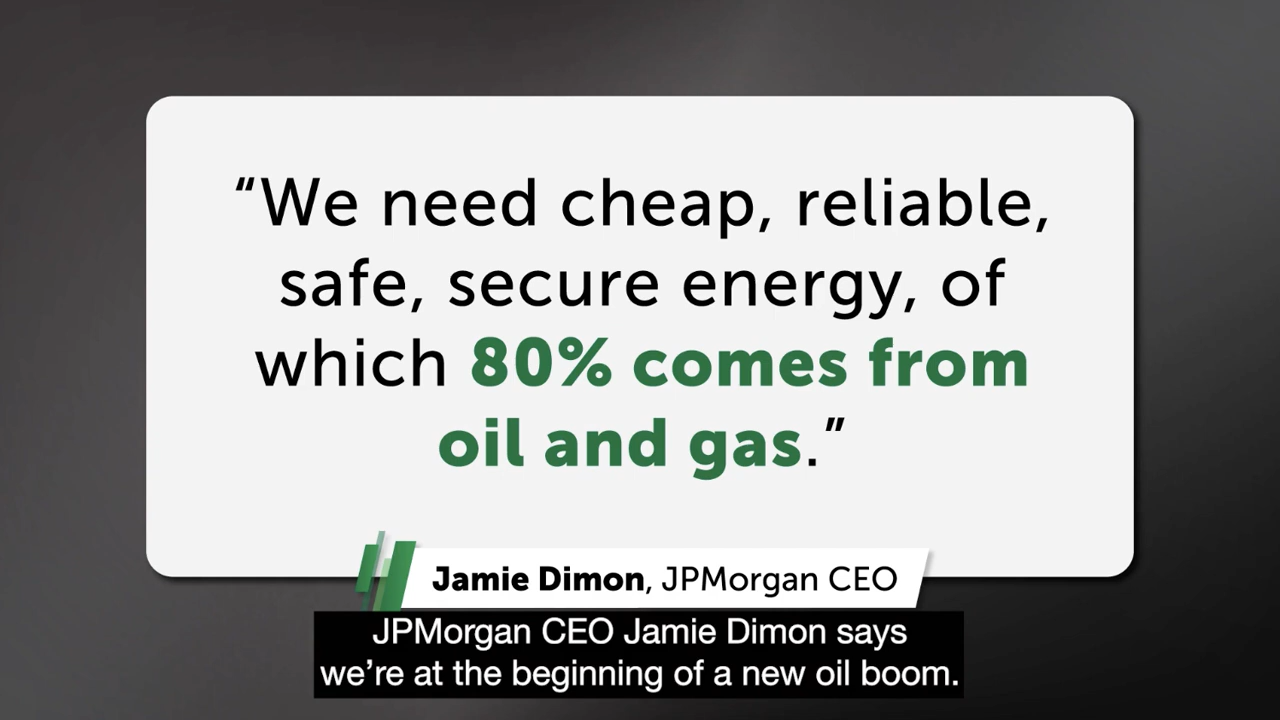 “We need cheap, reliable,
safe, secure energy, of
which 80% comes from
oil and gas.”
Jamie Dimon, JPMorgan CEO
JPMorgan CEO Jamie Dimon says
we’re at the beginning of a new oil boom.